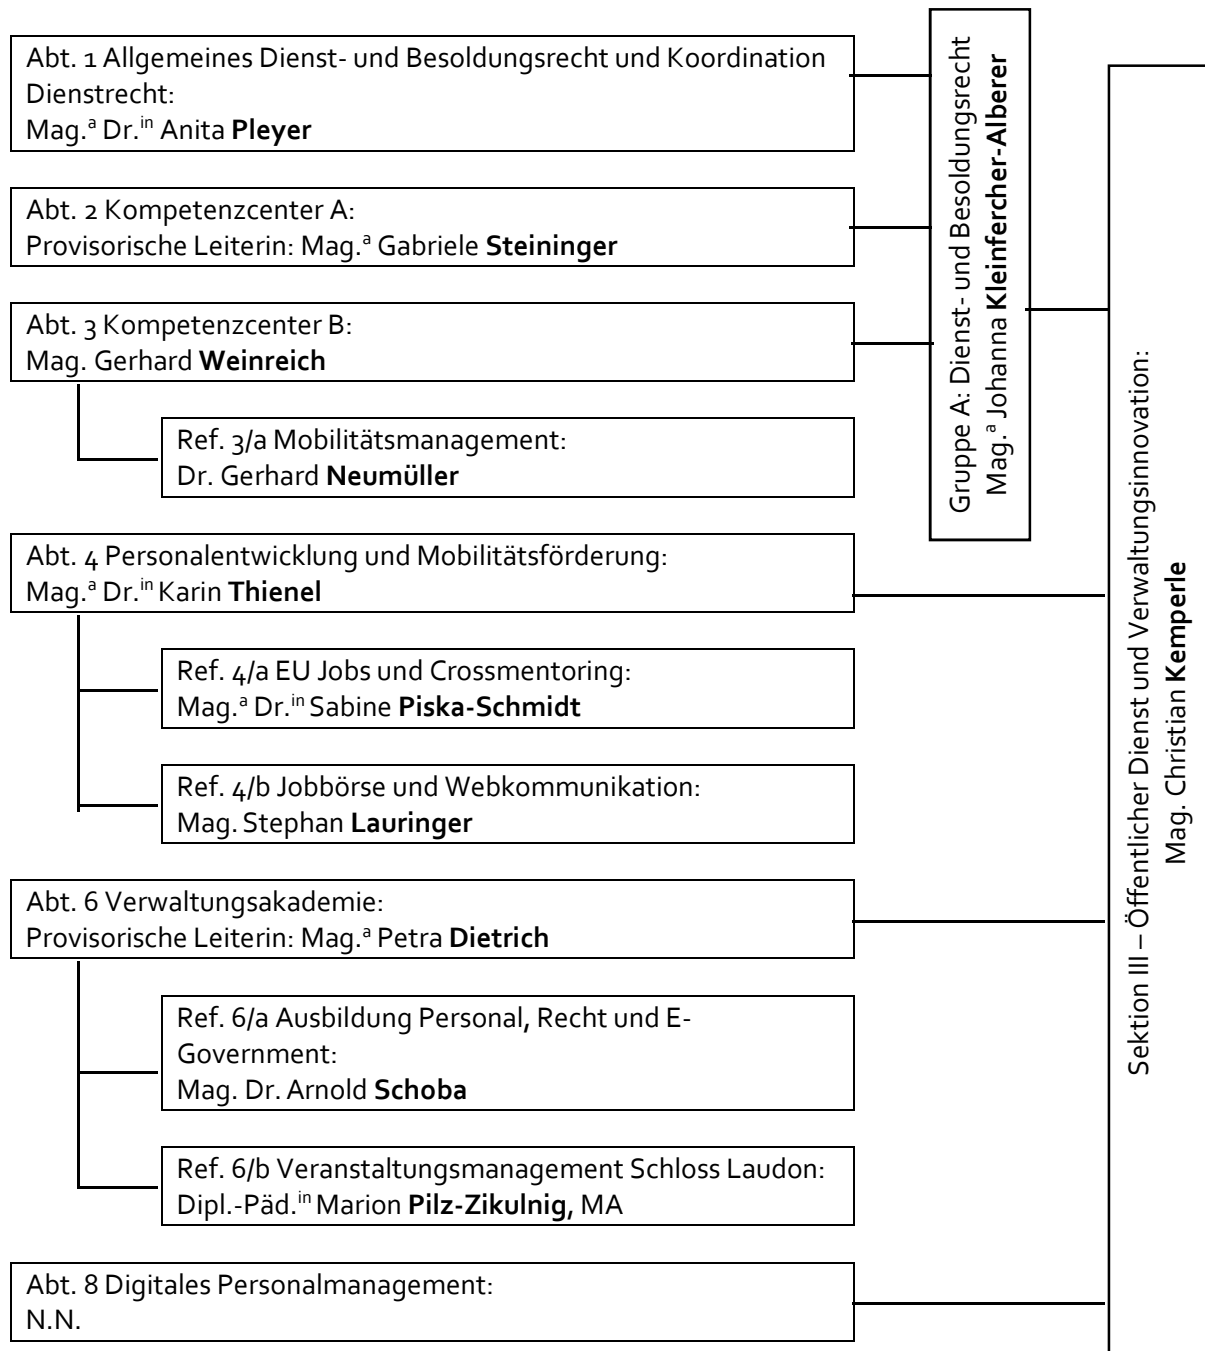 Abt. 1 Allgemeines Dienst- und Besoldungsrecht und Koordination
Dienstrecht:
Mag.ª Dr.ⁱⁿ Anita Pleyer
Abt. 2 Kompetenzcenter A:
Provisorische Leiterin: Mag.ª Gabriele Steininger
Abt. 3 Kompetenzcenter B:
Mag. Gerhard Weinreich
Ref. 3/a Mobilitätsmanagement:
Dr. Gerhard Neumüller
Abt. 4 Personalentwicklung und Mobilitätsförderung:
Mag.ª Dr.ⁱⁿ Karin Thienel
Ref. 4/a EU Jobs und Crossmentoring:
Mag.ª Dr.ⁱⁿ Sabine Piska-Schmidt
Ref. 4/b Jobbörse und Webkommunikation:
Mag. Stephan Lauringer
Abt. 6 Verwaltungsakademie:
Provisorische Leiterin: Mag.ª Petra Dietrich
Ref. 6/a Ausbildung Personal, Recht und E-
Government:
Mag. Dr. Arnold Schoba
Ref. 6/b Veranstaltungsmanagement Schloss Laudon:
Dipl.-Päd.ⁱⁿ Marion Pilz-Zikulnig, MA
Abt. 8 Digitales Personalmanagement:
N.N.
Gruppe A: Dienst- und Besoldungsrecht
Mag.ª Johanna Kleinfercher-Alberer
Sektion III – Öffentlicher Dienst und Verwaltungsinnovation:
Mag. Christian Kemperle